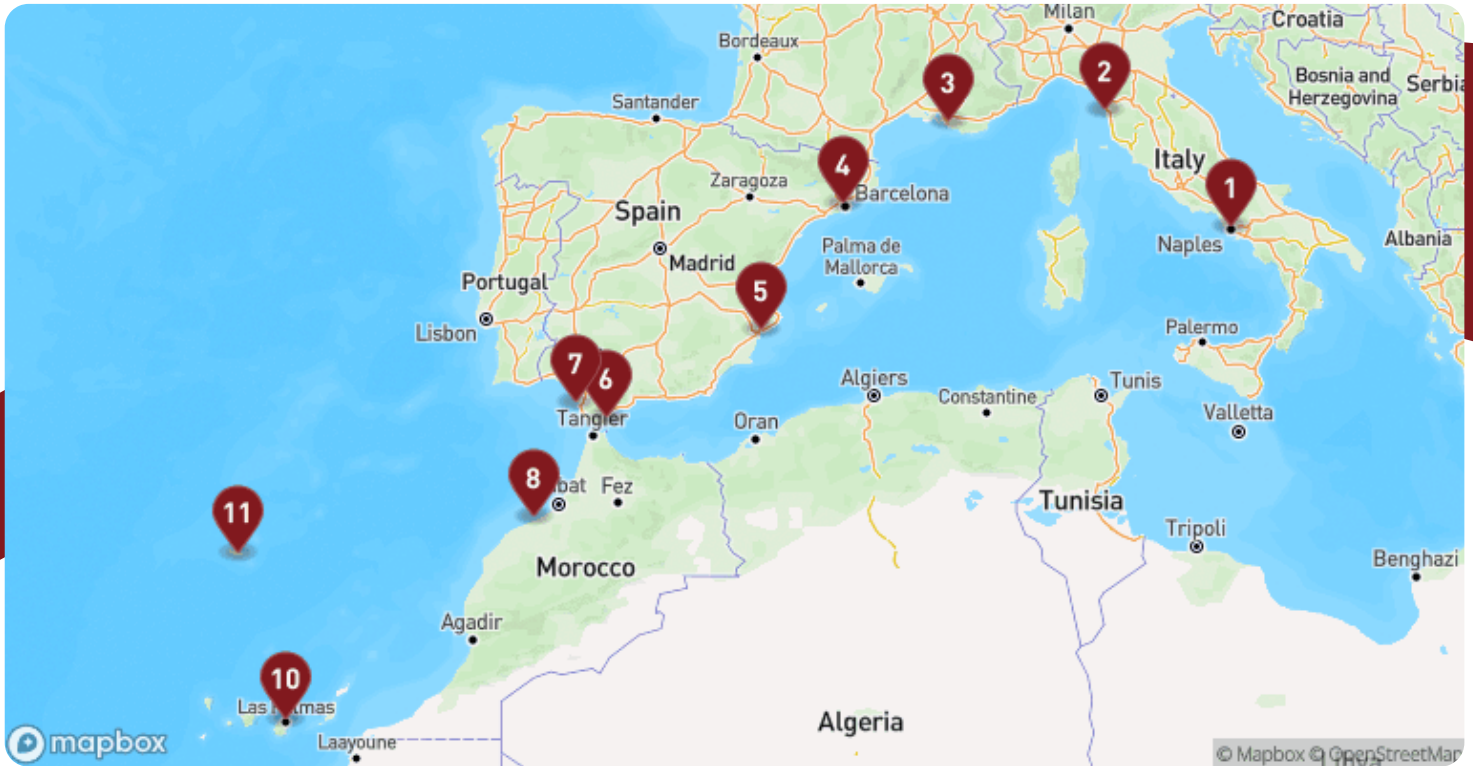 Milan
Croatia
Bordeaux
2
Bosnia and
Herzegovina
Serbia
3
Santander
Italy
4
Zaragoza
1
Barcelona
Spain
Naples
Albania
Palma de
Mallorca
Madrid
Portugal
5
Lisbon
Palermo
7
6
Algiers
Tunis
Constantine
Tangier
Oran
Valletta
8
bat
Fez
Tunisia
11
Tripoli
Morocco
Benghazi
Agadir
10
Las Palmas
Algeria
Laayoune
mapbox
© Mapbox © OpenStreetMap